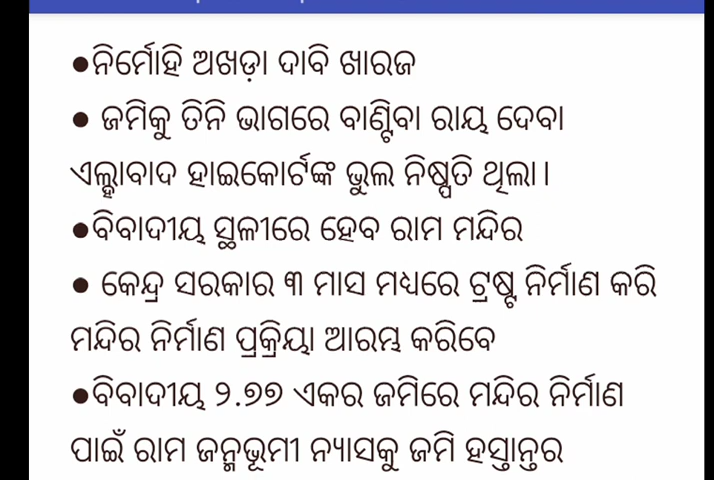 ●ନିର୍ମୋହି ଅଖଡ଼ା ଦାବି ଖାରଜ
● ଜମିକୁ ତିନି ଭାଗରେ ବାଣ୍ଟିବା ରାୟ ଦେବା
ଏଲ୍ହାବାଦ ହାଇକୋର୍ଟଙ୍କ ଭୁଲ ନିଷ୍ପତି ଥିଲା ।
●ବିବାଦୀୟ ସ୍ଥଳୀରେ ହେବ ରାମ ମନ୍ଦିର
● କେନ୍ଦ୍ର ସରକାର ୩ ମାସ ମଧ୍ୟରେ ଟ୍ରଷ୍ଟ ନିର୍ମାଣ କରି
ମନ୍ଦିର ନିର୍ମାଣ ପ୍ରକ୍ରିୟା ଆରମ୍ଭ କରିବେ
●ବିବାଦୀୟ ୨.୭୭ ଏକର ଜମିରେ ମନ୍ଦିର ନିର୍ମାଣ
ପାଇଁ ରାମ ଜନ୍ମଭୂମୀ ନ୍ୟାସକୁ ଜମି ହସ୍ତାନ୍ତର